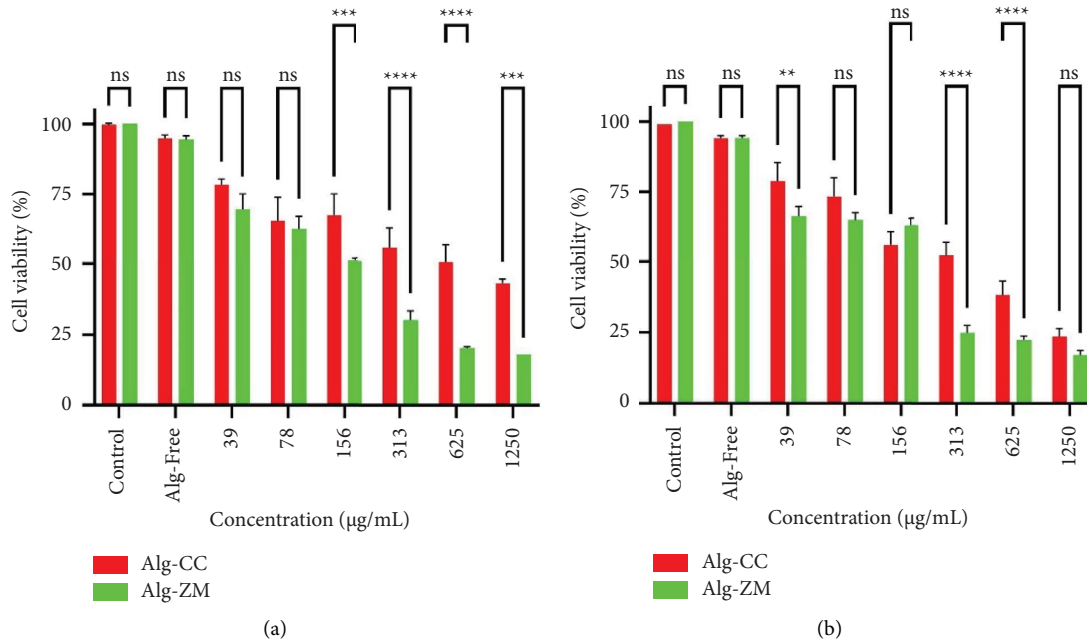 ***
****
ns
ns
ns
ns
****
***
100
75
50
25
0
Cell viability (%)
Control
Alg-Free
39
78
156
313
625
1250
Concentration (µg/mL)
Alg-CC
Alg-ZM
(a)
ns
****
ns
ns
**
ns
****
ns
100
75
50
25
0
Cell viability (%)
Control
Alg-Free
39
78
156
313
625
1250
Concentration (µg/mL)
Alg-CC
Alg-ZM
(b)